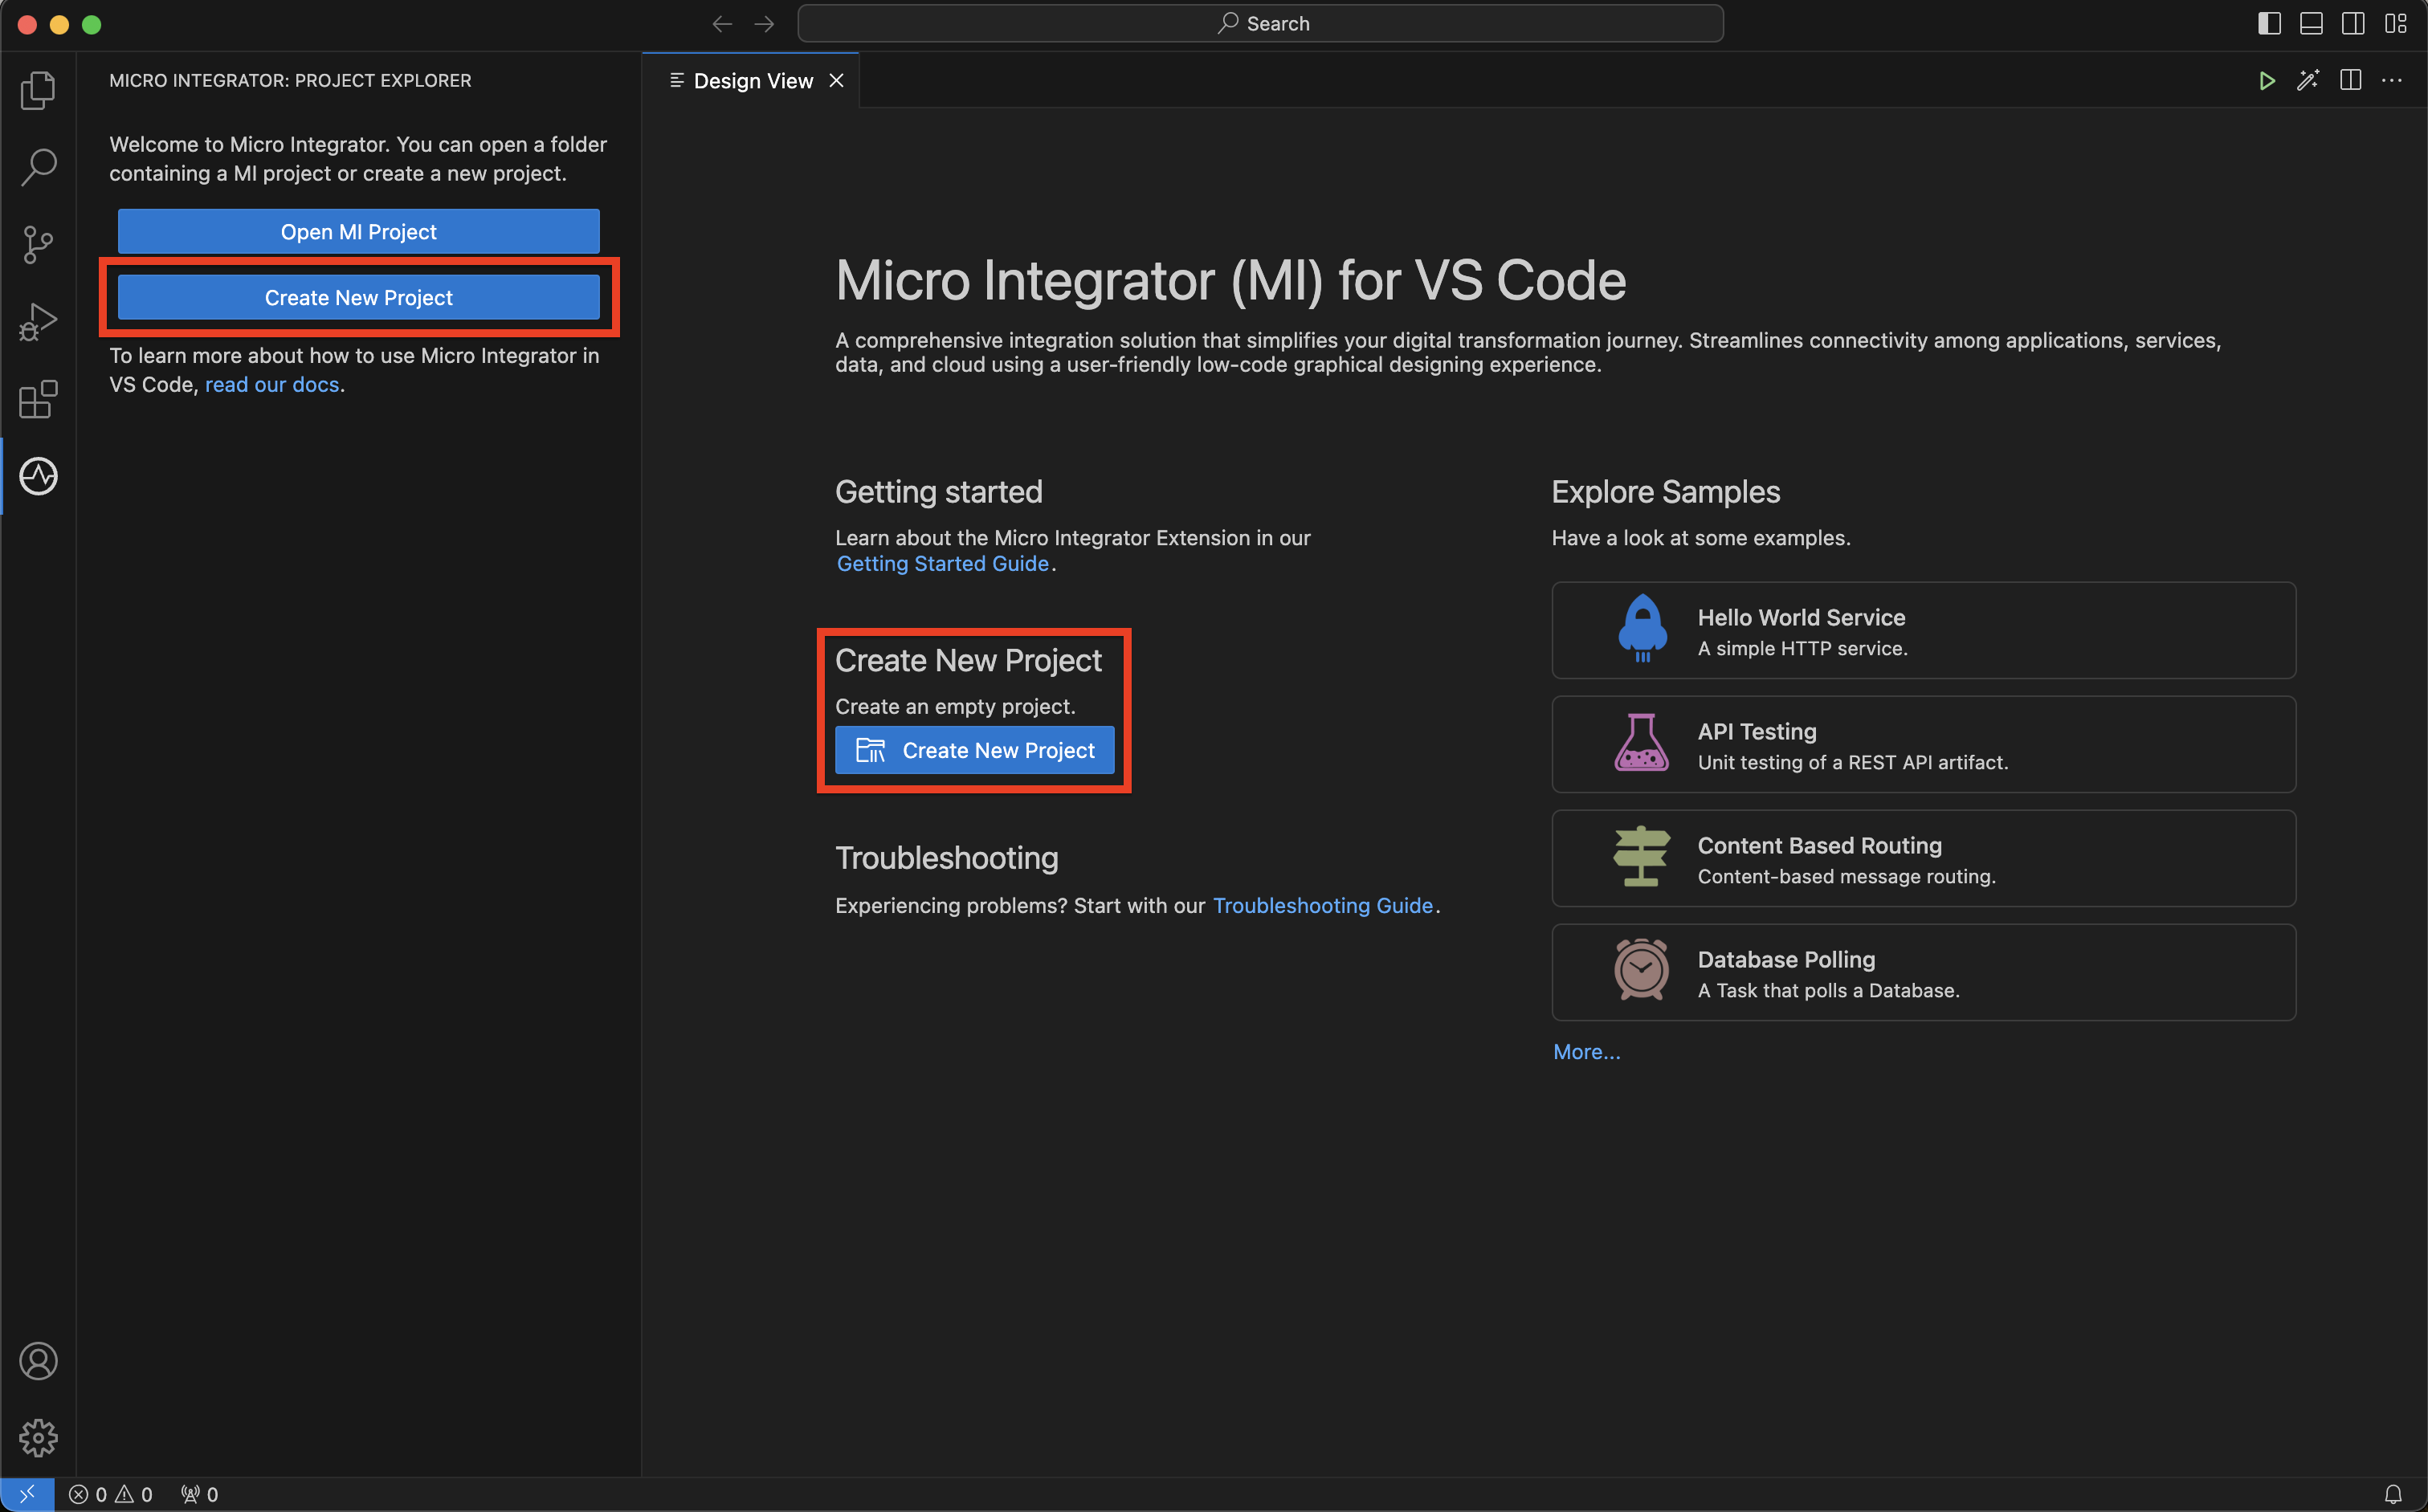 Search
MICRO INTEGRATOR: PROJECT EXPLORER
Welcome to Micro Integrator. You can open a folder
containing a MI project or create a new project.
Open MI Project
Create New Project
To learn more about how to use Micro Integrator in
VS Code, read our docs.
Design View
Micro Integrator (MI) for VS Code
A comprehensive integration solution that simplifies your digital transformation journey. Streamlines connectivity among applications, services,
data, and cloud using a user-friendly low-code graphical designing experience.
Getting started
Learn about the Micro Integrator Extension in our
Getting Started Guide.
Create New Project
Create an empty project.
Create New Project
Troubleshooting
Experiencing problems? Start with our Troubleshooting Guide.
Explore Samples
Have a look at some examples.
Hello World Service
A simple HTTP service.
API Testing
Unit testing of a REST API artifact.
Content Based Routing
Content-based message routing.
Database Polling
A Task that polls a Database.
More...
0 0 0